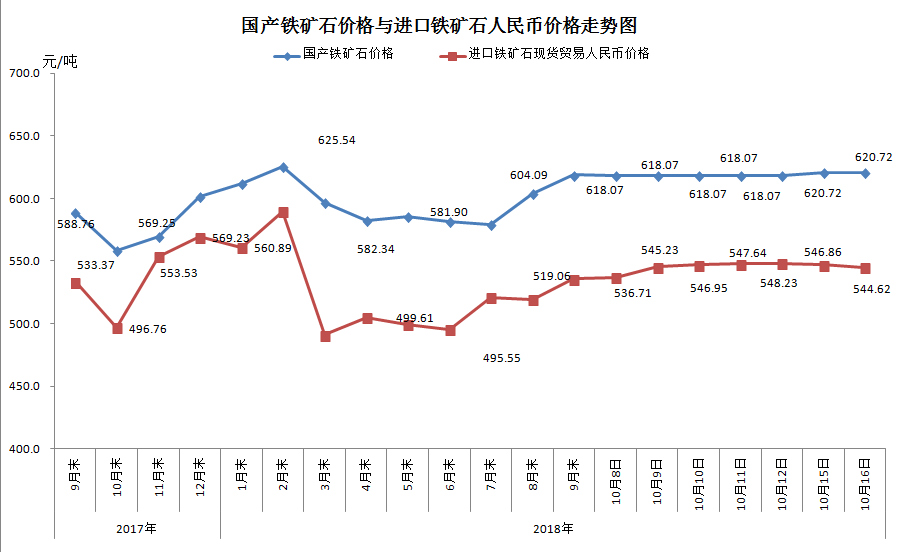 国产铁矿石价格与进口铁矿石人民币价格走势图
国产铁矿石价格 进口铁矿石现货贸易人民币价格
元/吨
700.0
650.0
600.0
550.0
500.0
450.0
400.0
588.76
569.25
625.54
582.34
581.90
604.09
618.07
618.07
618.07
618.07
618.07
620.72
620.72
533.37
496.76
553.53
569.23
560.89
499.61
495.55
519.06
536.71
545.23
546.95
547.64
548.23
546.86
544.62
9月末
10月末
11月末
12月末
1月末
2月末
3月末
4月末
5月末
6月末
7月末
8月末
9月末
10月8日
10月9日
10月10日
10月11日
10月12日
10月15日
10月16日
2017年 2018年